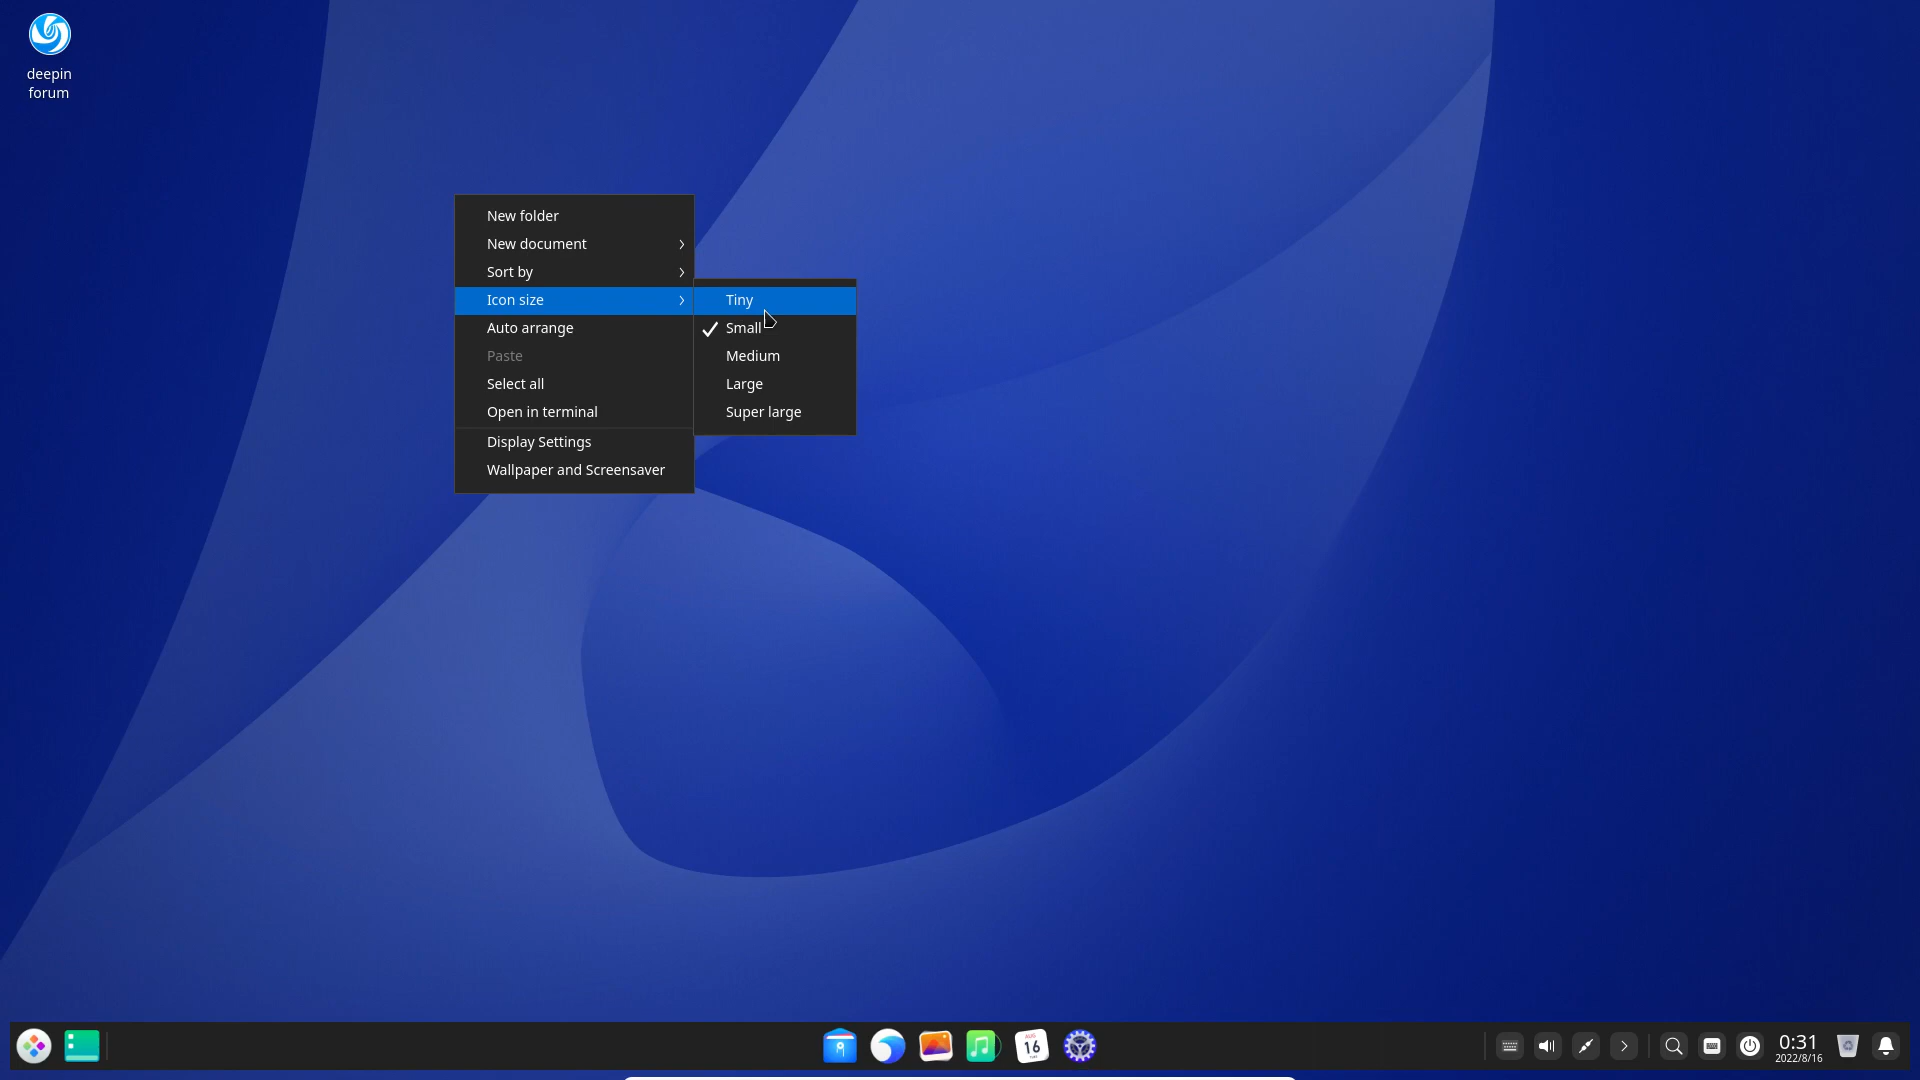 deepin
forum
New folder
New document
Sort by
Icon size
Auto arrange
Paste
Select all
Open in terminal
Display Settings
Wallpaper and Screensaver
Tiny
Small
Medium
Large
Super large
16
0:31
2022/8/16